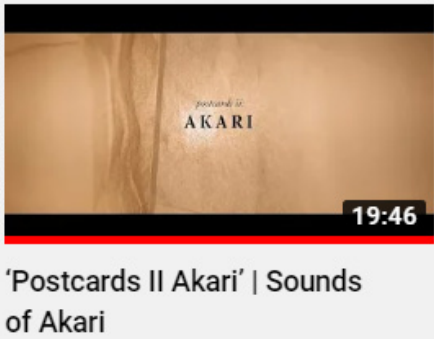 postcards ii:
AKARI
19:46
‘Postcards II Akari’ | Sounds
of Akari